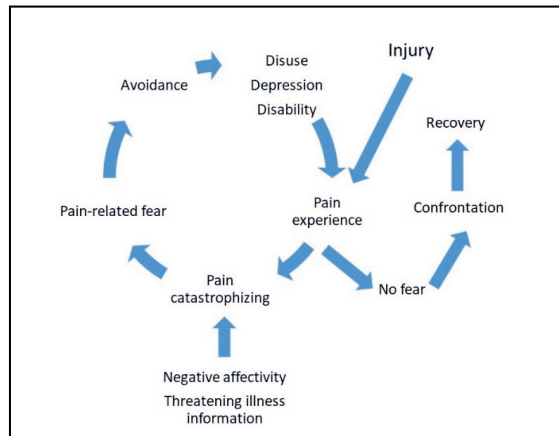 Injury
Disuse
Depression
Disability
Avoidance
Recovery
Pain-related fear
Pain
experience
Confrontation
Pain
catastrophizing
No fear
Negative affectivity
Threatening illness
information